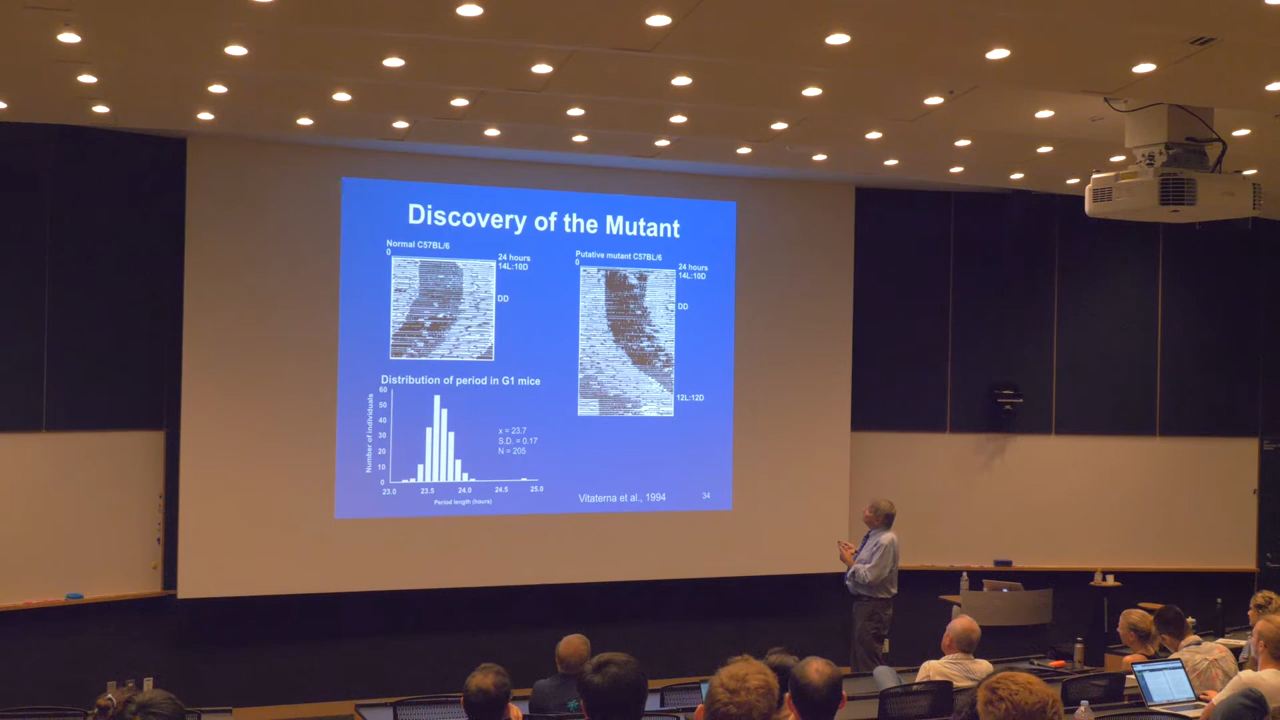 Discovery of the Mutant
Normal C57BL/6
0
24 hours
14L:10D
DD
Putative mutant C57BL/6
0
24 hours
14L:10D
DD
12L:12D
Distribution of period in G1 mice
Number of individuals
60
50
40
30
20
10
0
23.0 23.5 24.0 24.5 25.0
Period length (hours)
x = 23.7
S.D. = 0.17
N = 205
Vitaterna et al., 1994
34